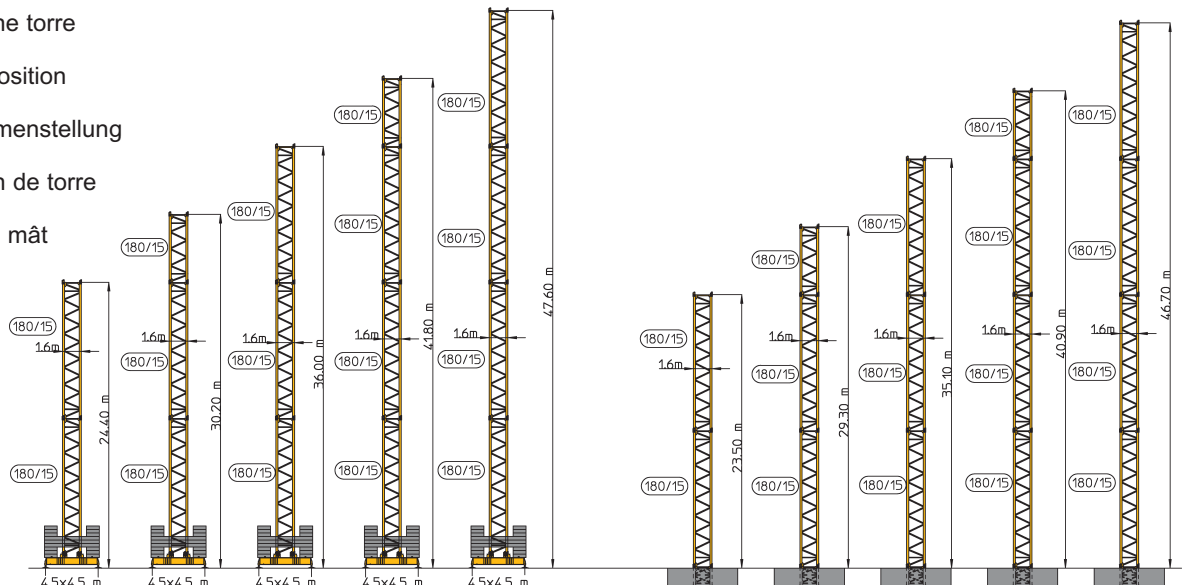 ne torre
osition
menstellung
n de torre
mât
180/15
1.6m
180/15
24.40 m
4.5x4.5 m
180/15
1.6m
180/15
180/15
30.20 m
4.5x4.5 m
180/15
1.6m
180/15
180/15
36.00 m
4.5x4.5 m
180/15
180/15
1.6m
180/15
180/15
41.80 m
4.5x4.5 m
180/15
180/15
1.6m
180/15
180/15
47.60 m
4.5x4.5 m
180/15
1.6m
180/15
23.50 m
180/15
1.6m
180/15
180/15
29.30 m
180/15
1.6m
180/15
180/15
35.10 m
180/15
180/15
1.6m
180/15
180/15
40.90 m
180/15
180/15
1.6m
180/15
180/15
46.70 m